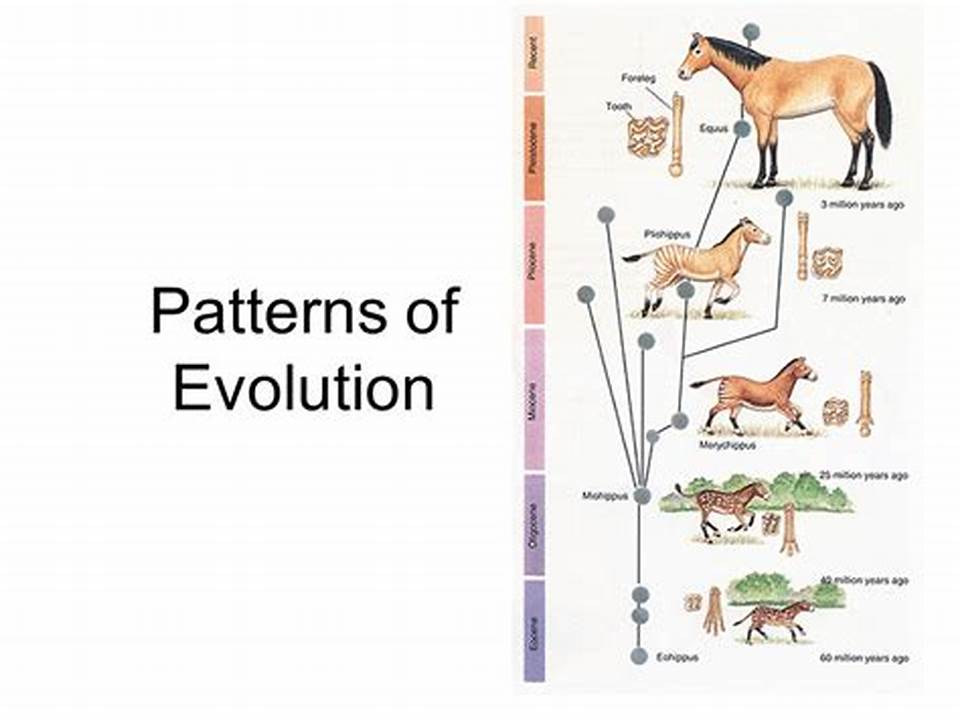 Patterns of
Evolution
Recent
Foreleg
Tooth
Equus
Pleistocene
3 million years ago
Pliohippus
Pliocene
7 million years ago
Miocene
Merychippus
25 million years ago
Miohippus
Oligocene
40 million years ago
Eocene
Eohippus
60 million years ago